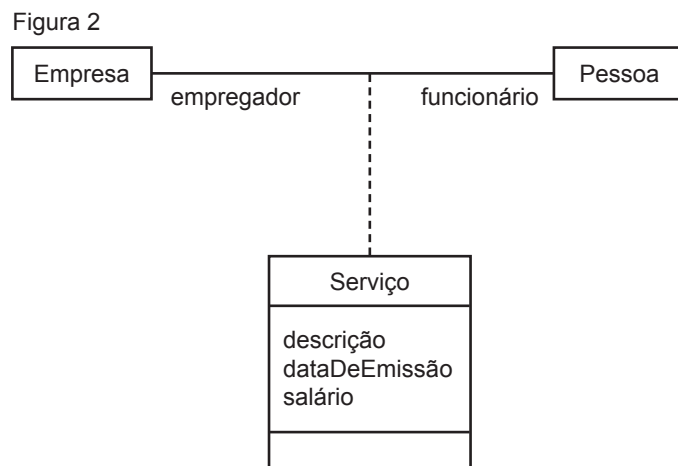 Figura 2
Empresa
Pessoa
empregador
funcionário
Serviço
descrição
dataDeEmissão
salário